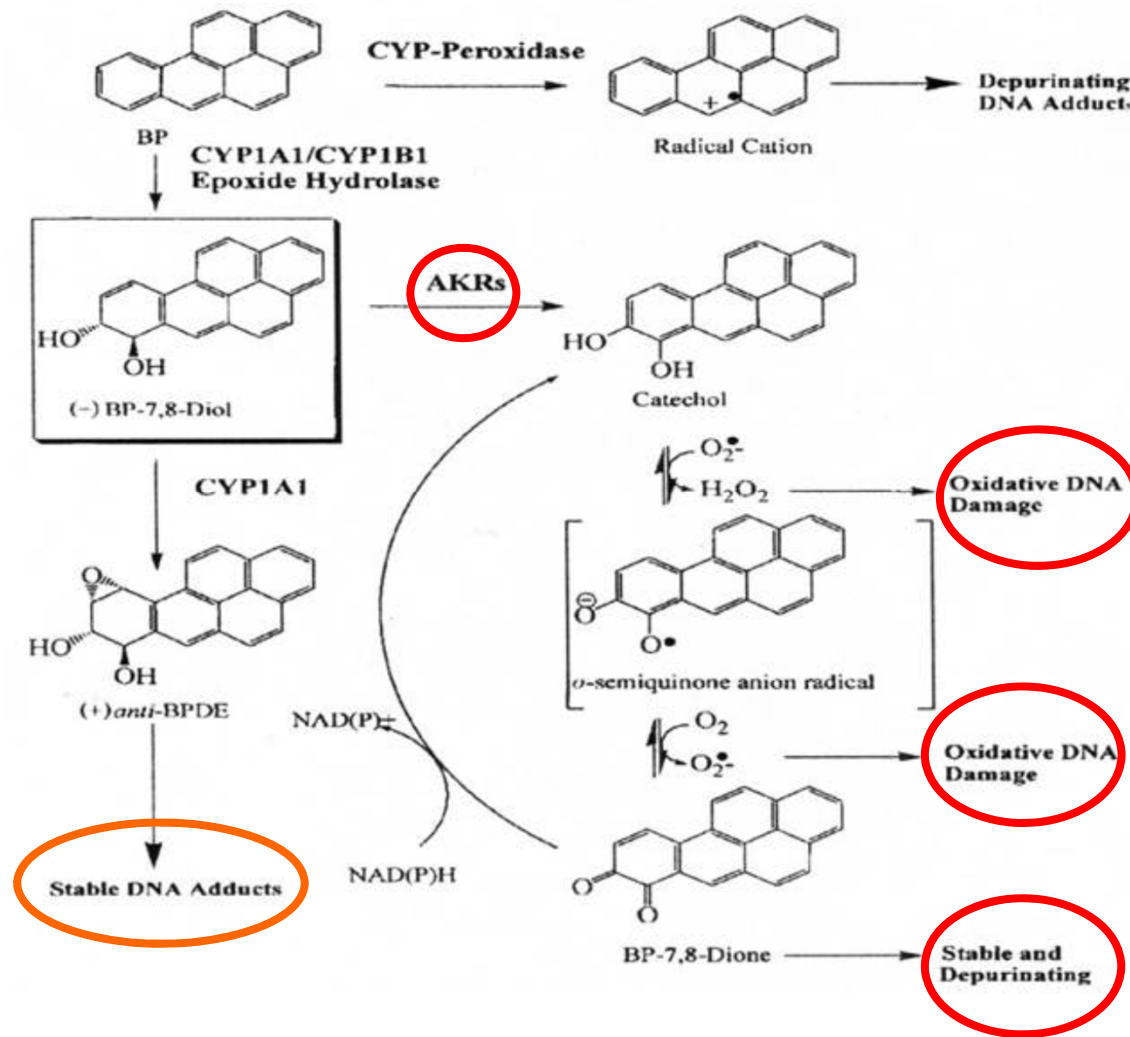 CYP-Peroxidase
Depurinating
DNA Adducts
BP
Radical Cation
CYP1A1/CYP1B1
Epoxide Hydrolase
AKRs
HO
OH
(-) BP-7,8-Diol
HO
OH
Catechol
CYP1A1
O₂•-
H₂O₂
Oxidative DNA
Damage
O
HO
OH
(+)anti-BPDE
O
O•
o-semiquinone anion radical
NAD(P)+
O₂
O₂•-
Oxidative DNA
Damage
Stable DNA Adducts
NAD(P)H
O
O
BP-7,8-Dione
Stable and
Depurinating